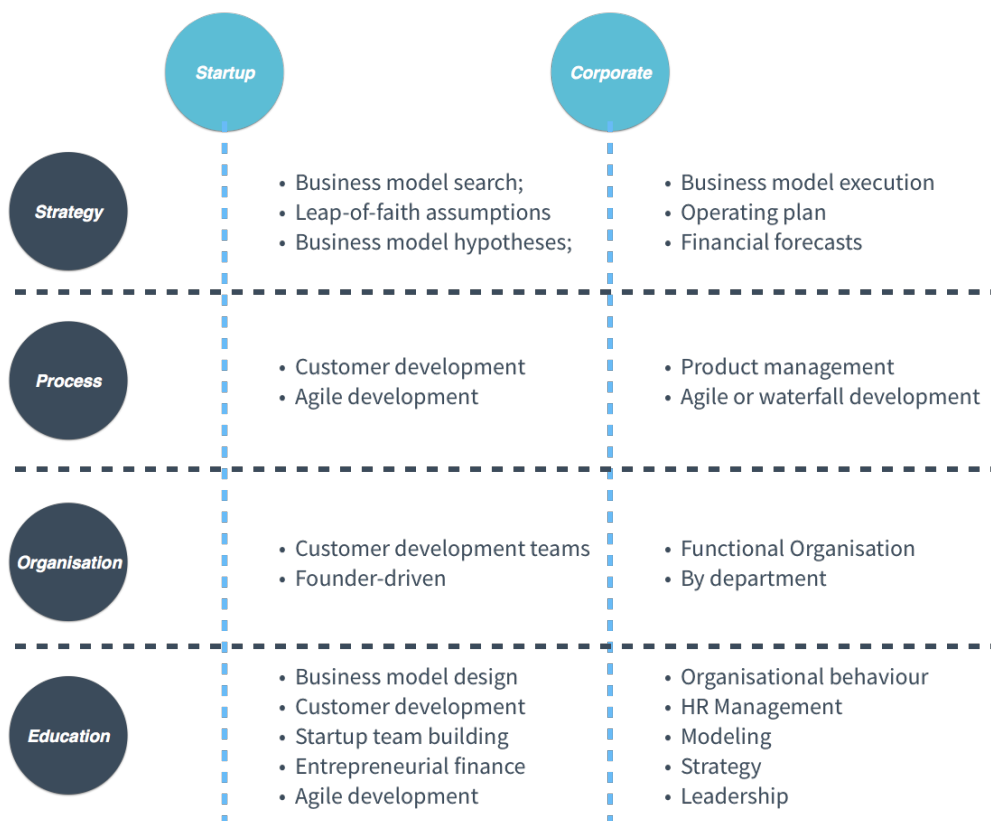 Startup
Corporate
Strategy
• Business model search;
• Leap-of-faith assumptions
• Business model hypotheses;
• Business model execution
• Operating plan
• Financial forecasts
Process
• Customer development
• Agile development
• Product management
• Agile or waterfall development
Organisation
• Customer development teams
• Founder-driven
• Functional Organisation
• By department
Education
• Business model design
• Customer development
• Startup team building
• Entrepreneurial finance
• Agile development
• Organisational behaviour
• HR Management
• Modeling
• Strategy
• Leadership